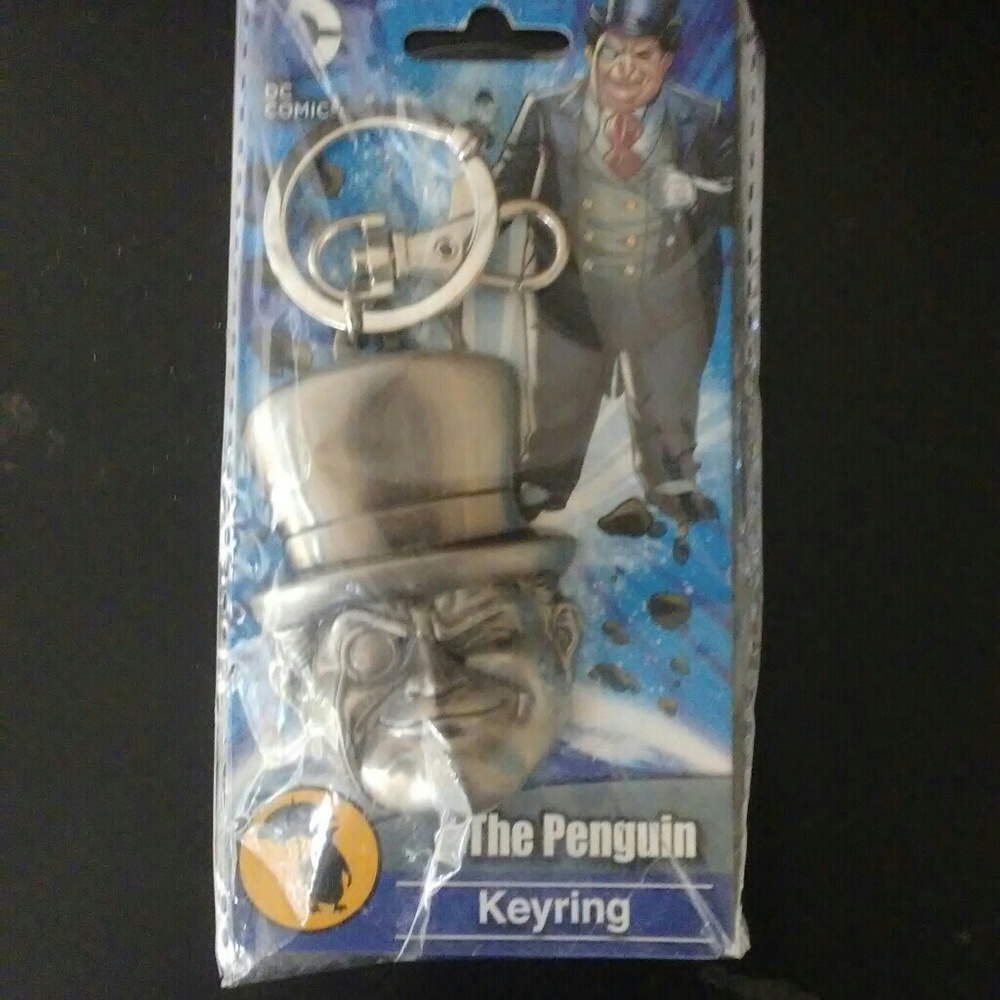 DC
COMICS
The Penguin
Keyring